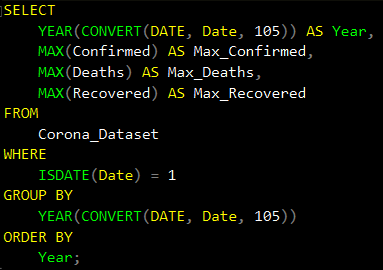 SELECT
YEAR(CONVERT(DATE, Date, 105)) AS Year,
MAX(Confirmed) AS Max_Confirmed,
MAX(Deaths) AS Max_Deaths,
MAX(Recovered) AS Max_Recovered
FROM
Corona_Dataset
WHERE
ISDATE(Date) = 1
GROUP BY
YEAR(CONVERT(DATE, Date, 105))
ORDER BY
Year;